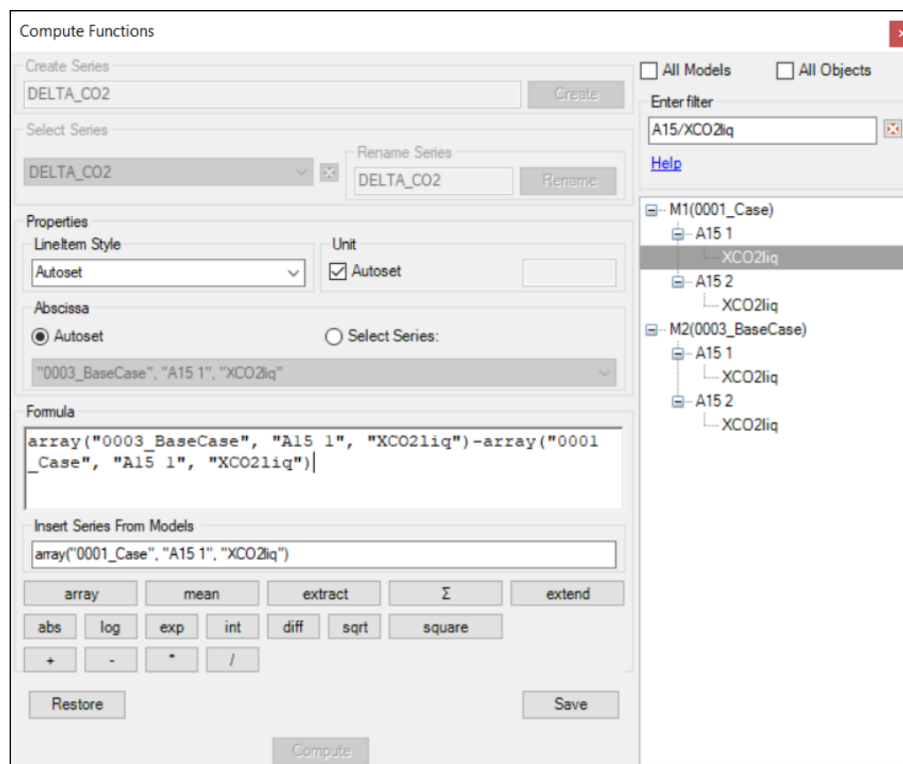 Compute Functions
Create Series
DELTA_CO2
Create
Select Series
DELTA_CO2
Rename Series
DELTA_CO2
Rename
Properties
LineItem Style
Autoset
Unit
Autoset
Abscissa
Autoset
Select Series:
"0003_BaseCase", "A15 1", "XCO2liq"
Formula
array("0003_BaseCase", "A15 1", "XCO2liq")-array("0001
_Case", "A15 1", "XCO2liq")
Insert Series From Models
array("0001_Case", "A15 1", "XCO2liq")
array mean extract Σ extend
abs log exp int diff sqrt square
+ - * /
Restore
Save
Compute
All Models
All Objects
Enter filter
A15/XCO2liq
Help
M1(0001_Case)
A15 1
XCO2liq
A15 2
XCO2liq
M2(0003_BaseCase)
A15 1
XCO2liq
A15 2
XCO2liq